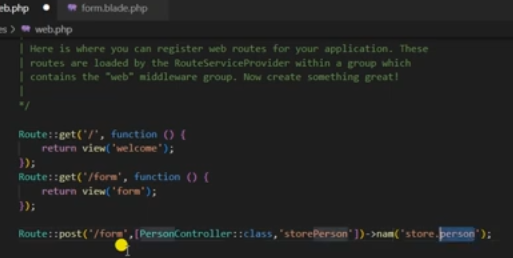 eb.php ● form.blade.php
es > web.php
| Here is where you can register web routes for your application. These
| routes are loaded by the RouteServiceProvider within a group which
| contains the "web" middleware group. Now create something great!
|
*/
Route::get('/', function () {
return view('welcome');
});
Route::get('/form', function () {
return view('form');
});
Route::post('/form',[PersonController::class,'storePerson'])->nam('store.person');